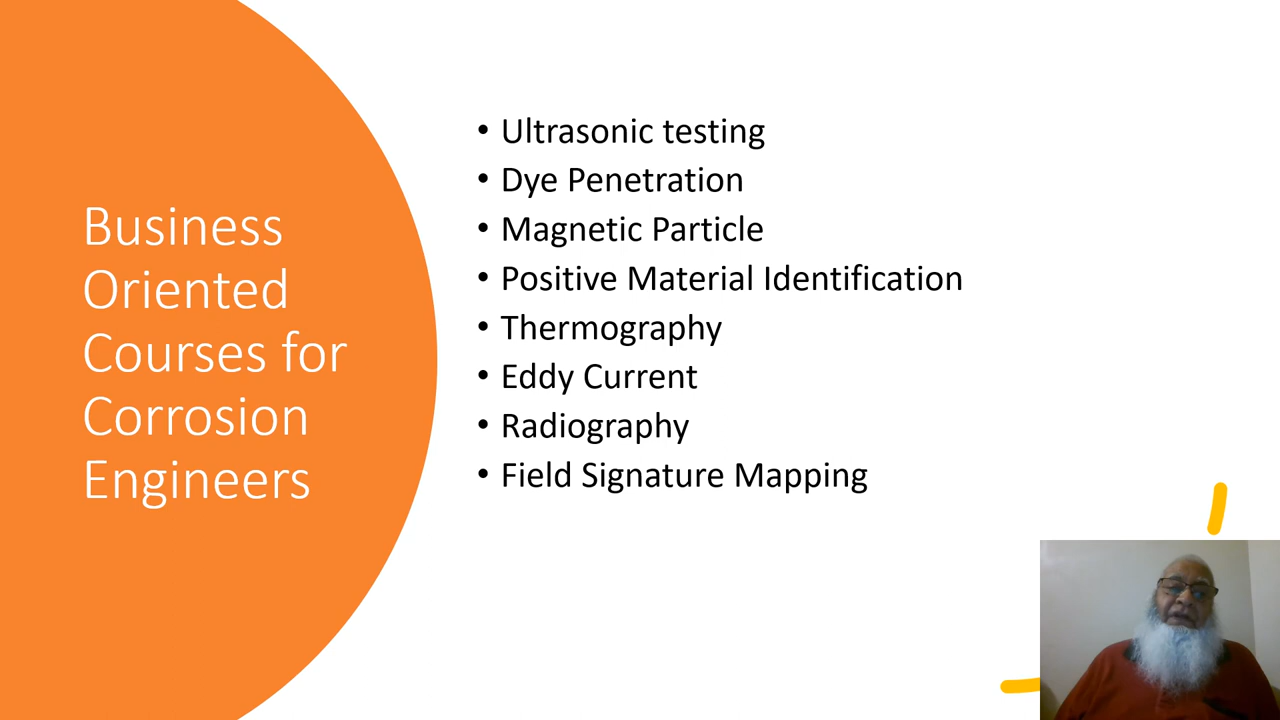 Business
Oriented
Courses for
Corrosion
Engineers
• Ultrasonic testing
• Dye Penetration
• Magnetic Particle
• Positive Material Identification
• Thermography
• Eddy Current
• Radiography
• Field Signature Mapping